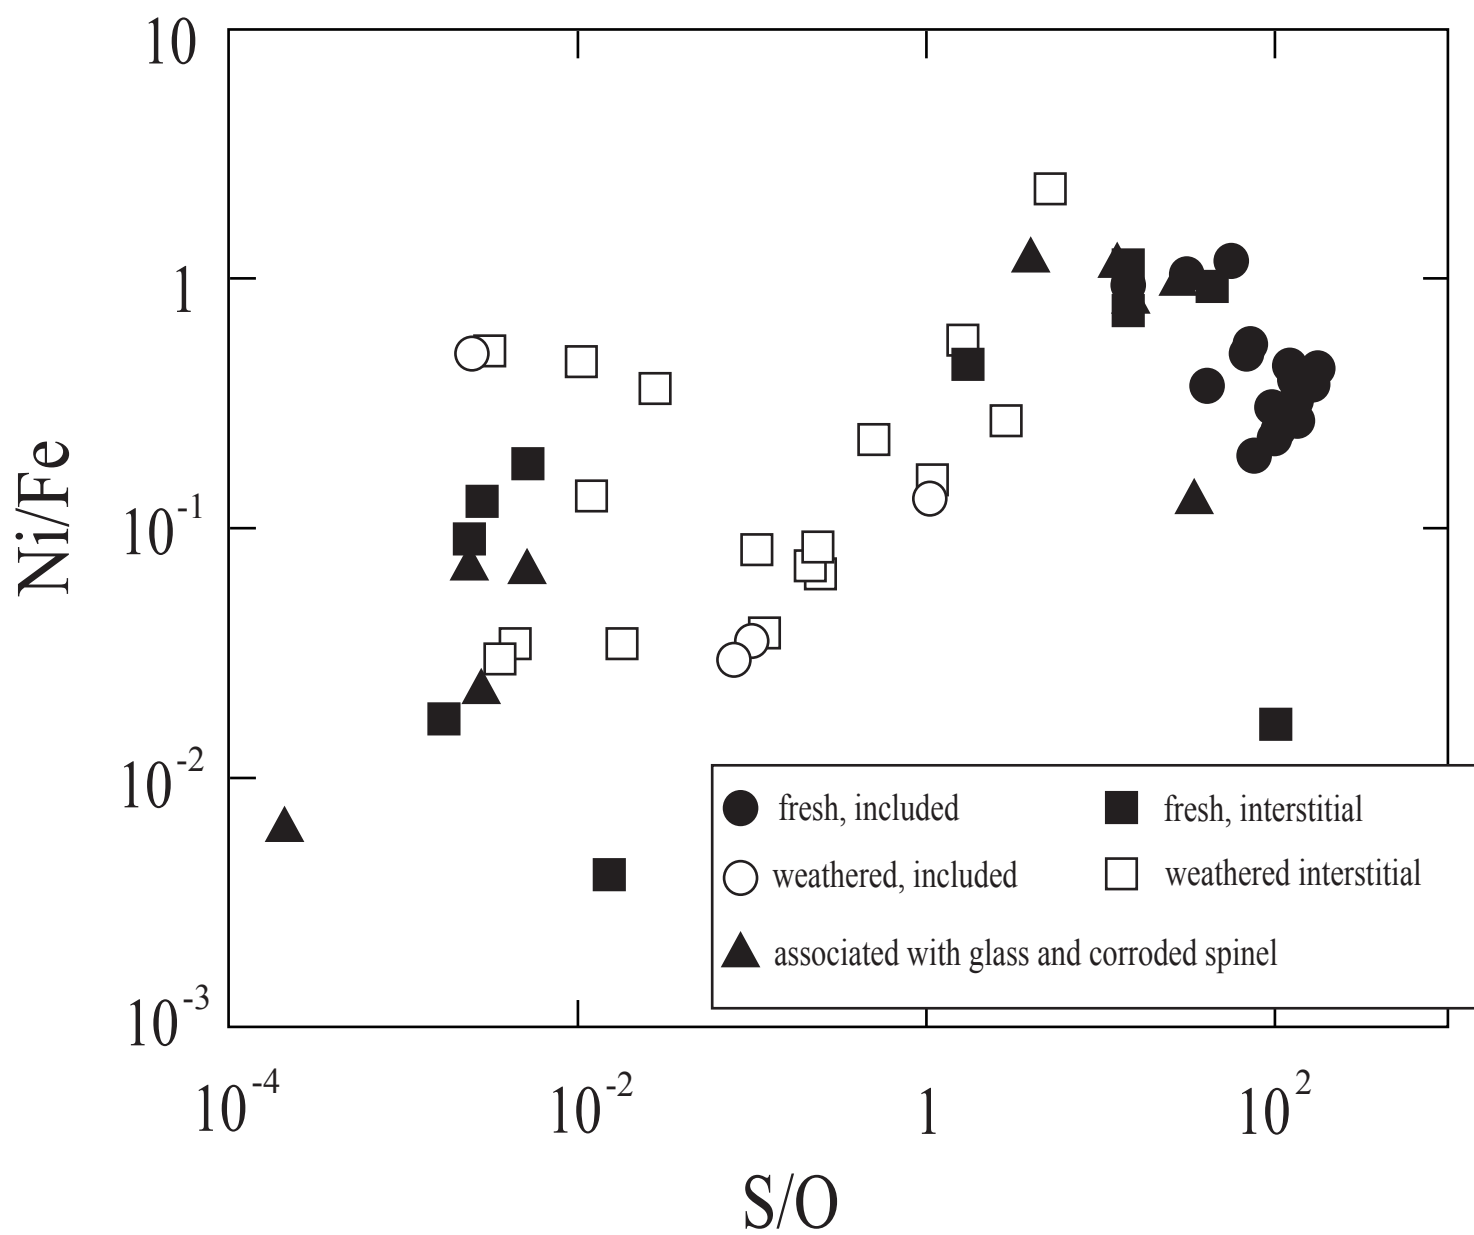 10
1
10-1
10-2
10-3
Ni/Fe
fresh, included
fresh, interstitial
weathered, included
weathered interstitial
associated with glass and corroded spinel
10-4
10-2
1
102
S/O